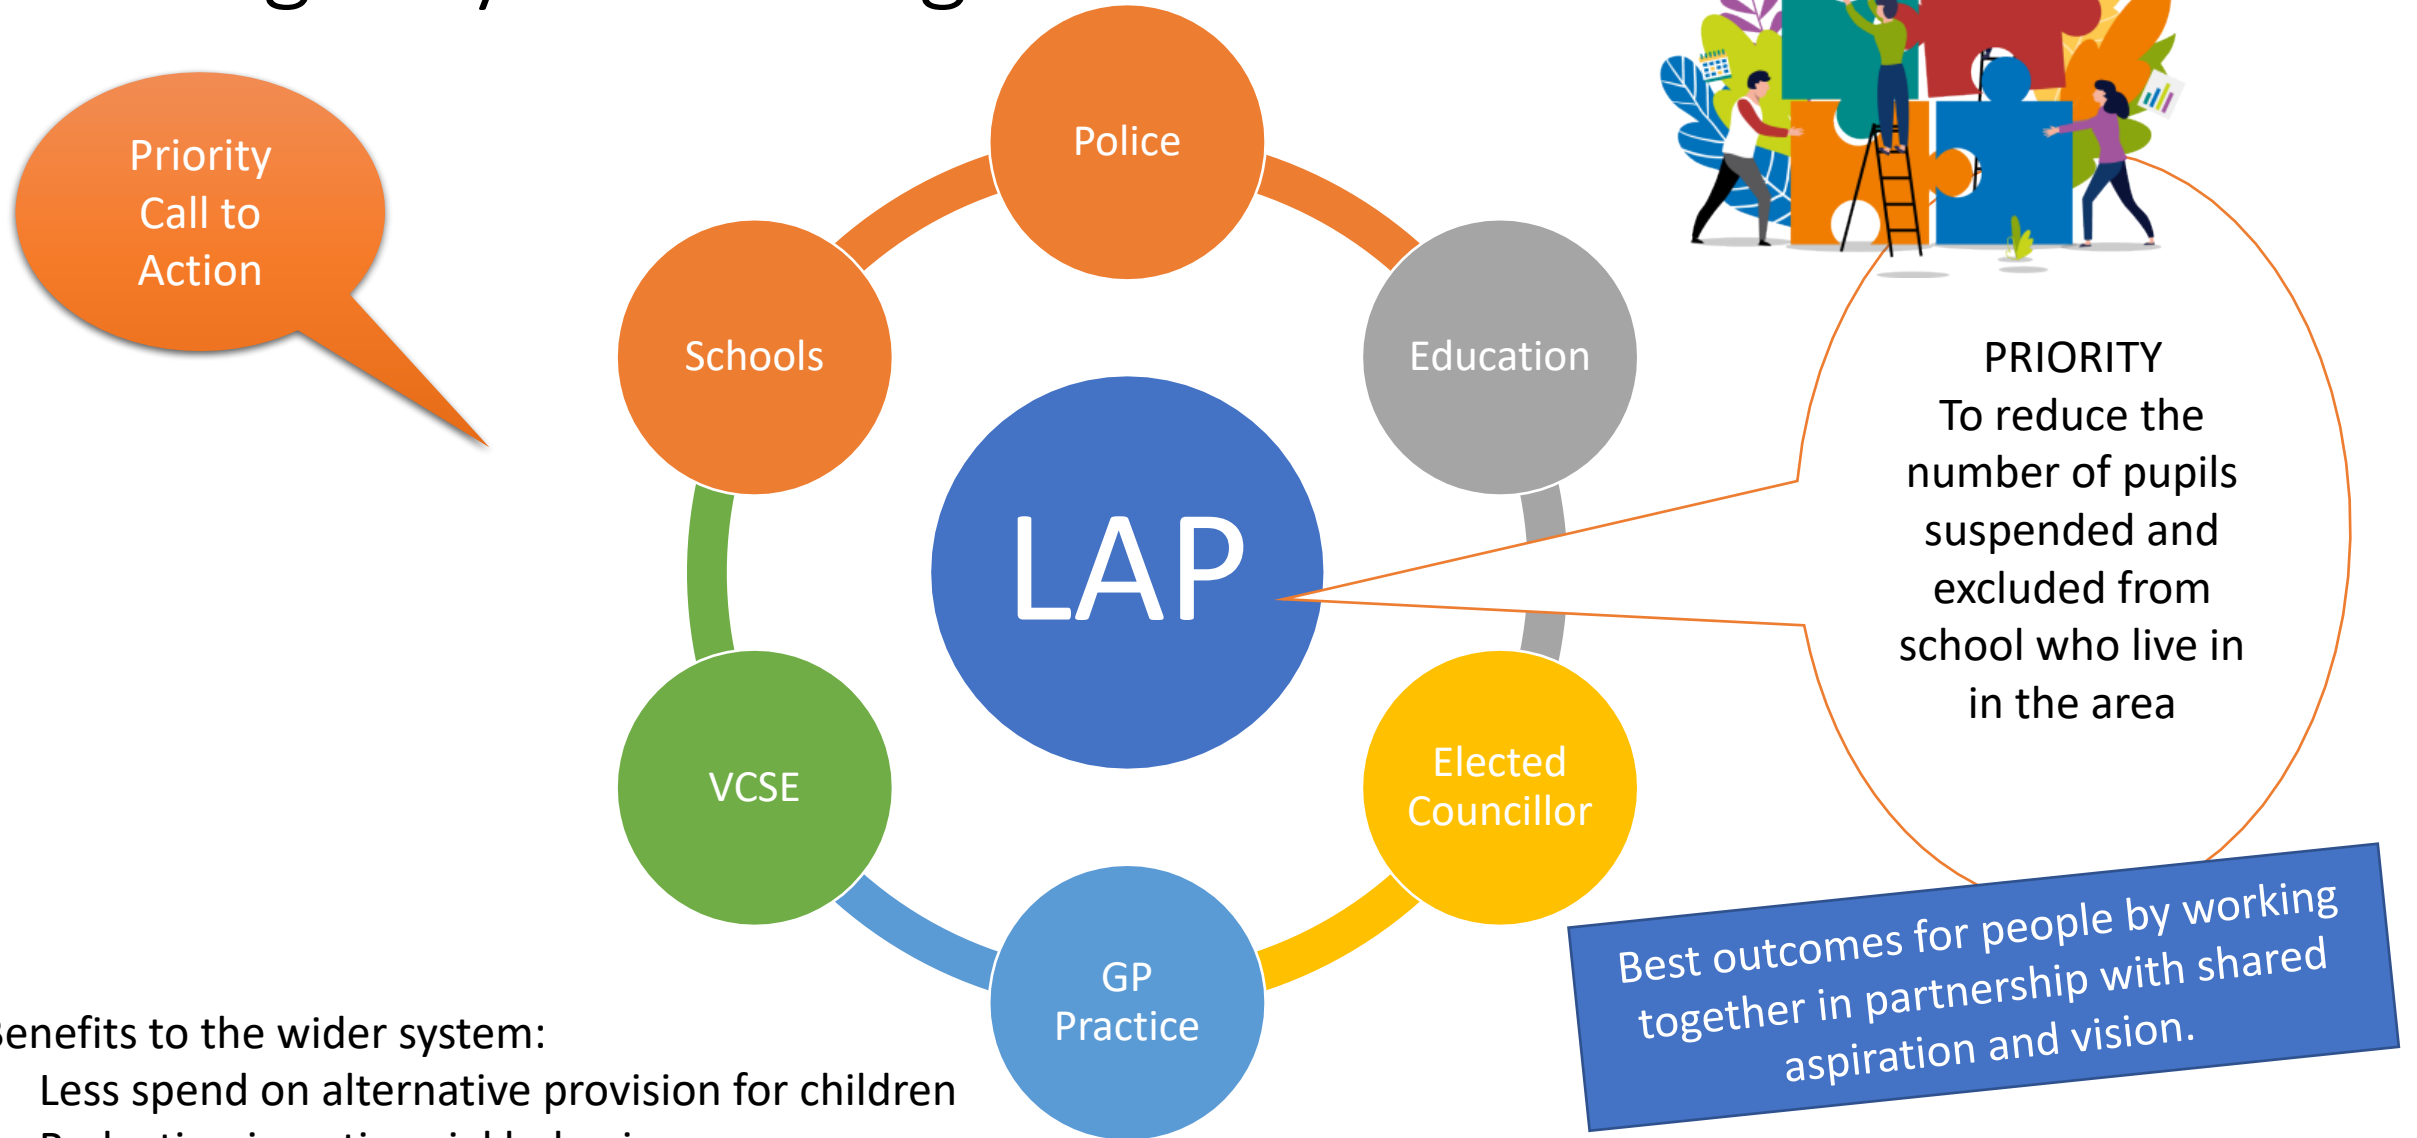 Priority
Call to
Action
Police
Schools
Education
LAP
PRIORITY
To reduce the
number of pupils
suspended and
excluded from
school who live in
in the area
VCSE
Elected
Councillor
GP
Practice
Best outcomes for people by working
together in partnership with shared
aspiration and vision.
Benefits to the wider system:
Less spend on alternative provision for children